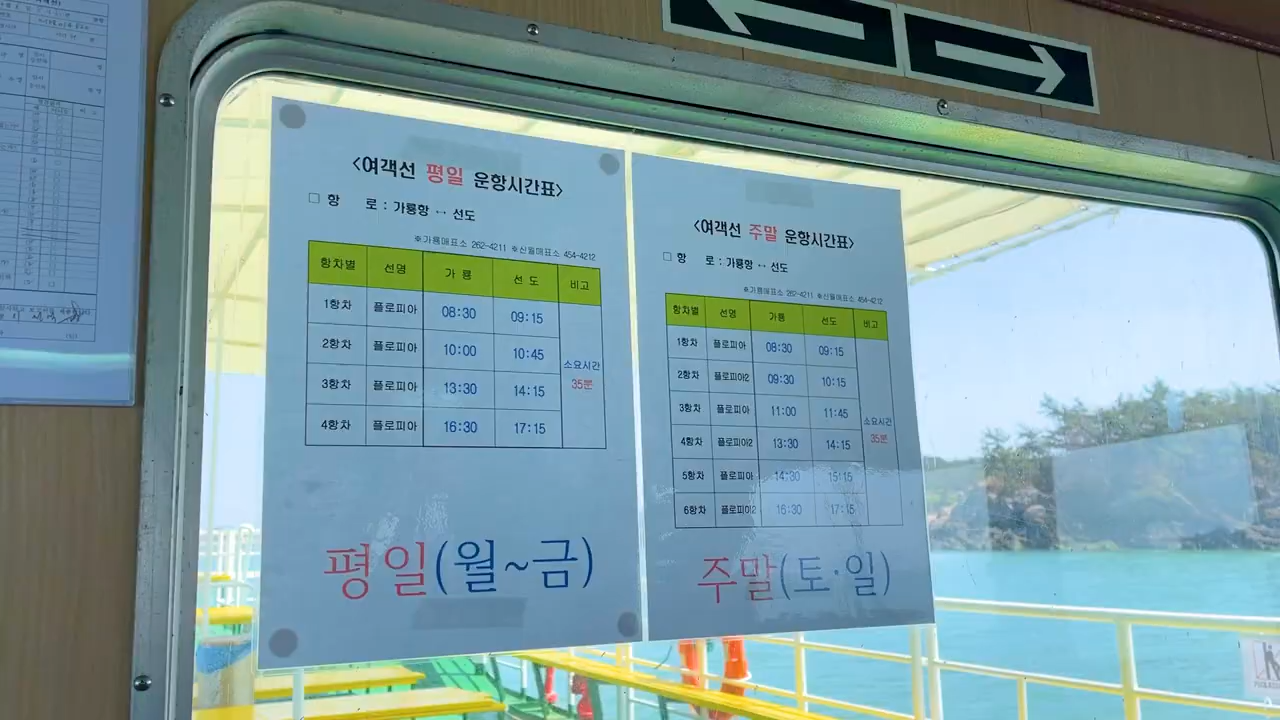 <여객선 평일 운항시간표>
□ 항 로 : 가룡항 ↔ 선도
※가룡매표소 262-4211 ※신월매표소 454-4212
항차별 선명 가 룡 선 도 비고
1항차 플로피아 08:30 09:15
2항차 플로피아 10:00 10:45
소요시간
35분
3항차 플로피아 13:30 14:15
4항차 플로피아 16:30 17:15
평일(월~금)
<여객선 주말 운항시간표>
□ 항 로 : 가룡항 ↔ 선도
※가룡매표소 262-4211 ※신월매표소 454-4212
항차별 선명 가룡 선도 비고
1항차 플로피아 08:30 09:15
2항차 플로피아2 09:30 10:15
3항차 플로피아 11:00 11:45
소요시간
35분
4항차 플로피아2 13:30 14:15
5항차 플로피아 14:30 15:15
6항차 플로피아2 16:30 17:15
주말(토·일)